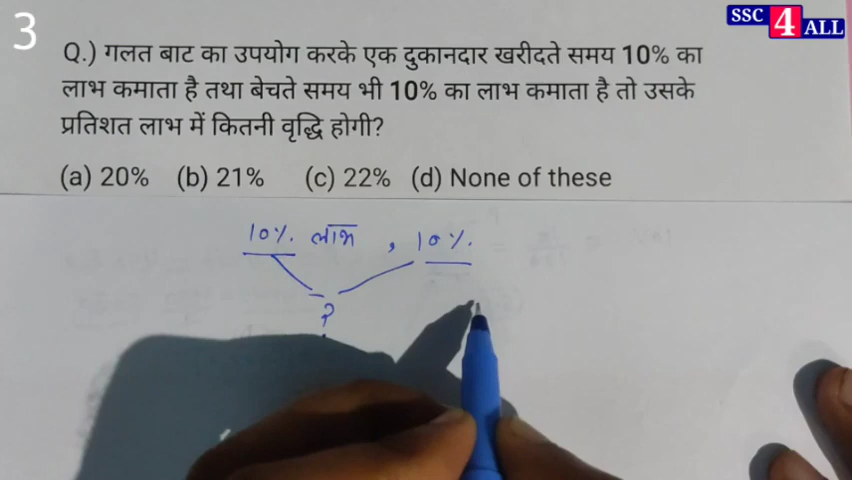 3
SSC 4 ALL
Q.) गलत बाट का उपयोग करके एक दुकानदार खरीदते समय 10% का
लाभ कमाता है तथा बेचते समय भी 10% का लाभ कमाता है तो उसके
प्रतिशत लाभ में कितनी वृद्धि होगी?
(a) 20% (b) 21% (c) 22% (d) None of these
10% लाभ , 10%
?